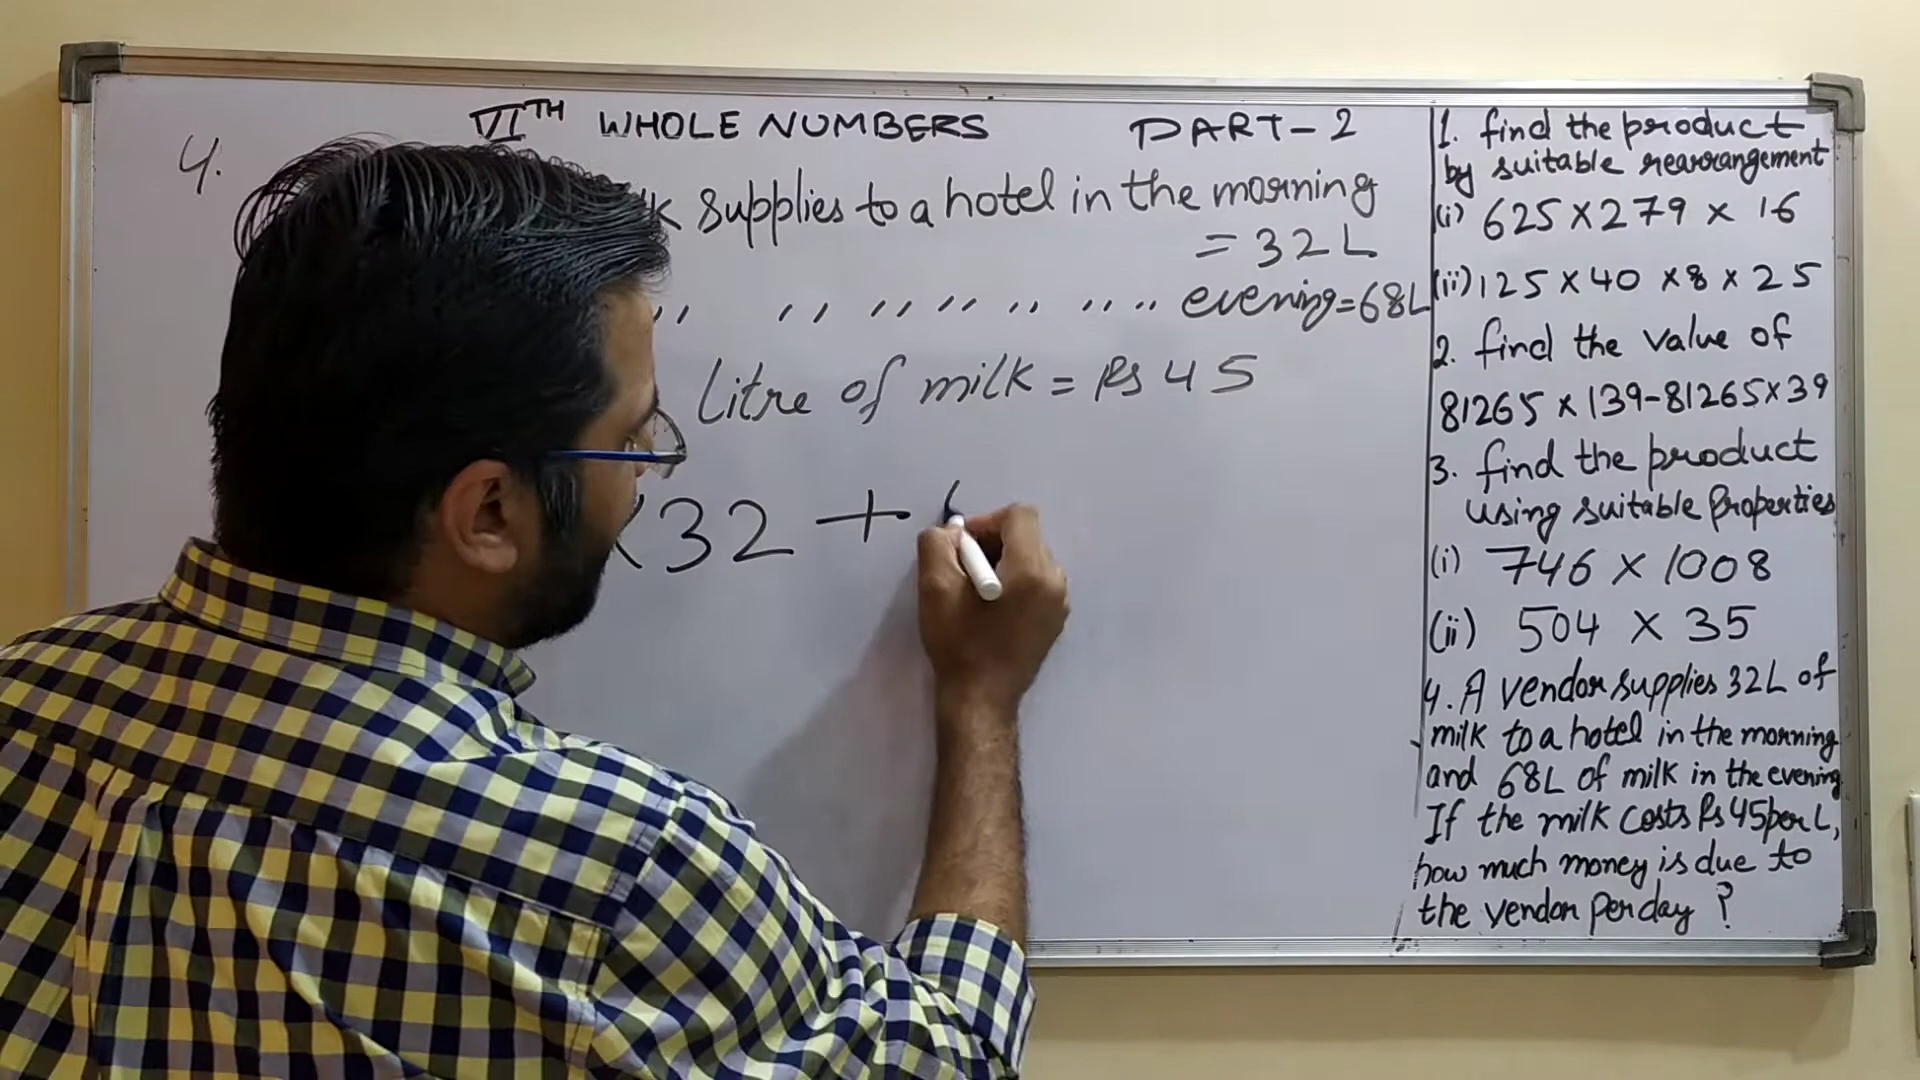 VITH WHOLE NUMBERS PART-2
4.
supplies to a hotel in the morning
= 32L
,, ,, ,, ,, ,, ,, .. evening=68L
Litre of milk = Rs 45
(32 +
1. find the product
by suitable rearrangement
(i) 625 x 279 x 16
(ii) 125 x 40 x 8 x 25
2. find the value of
81265 x 139-81265 x 39
3. find the product
using suitable properties
(i) 746 x 1008
(ii) 504 x 35
4. A vendor supplies 32L of
milk to a hotel in the morning
and 68L of milk in the evening
If the milk costs Rs 45 per L,
how much money is due to
the vendor per day ?